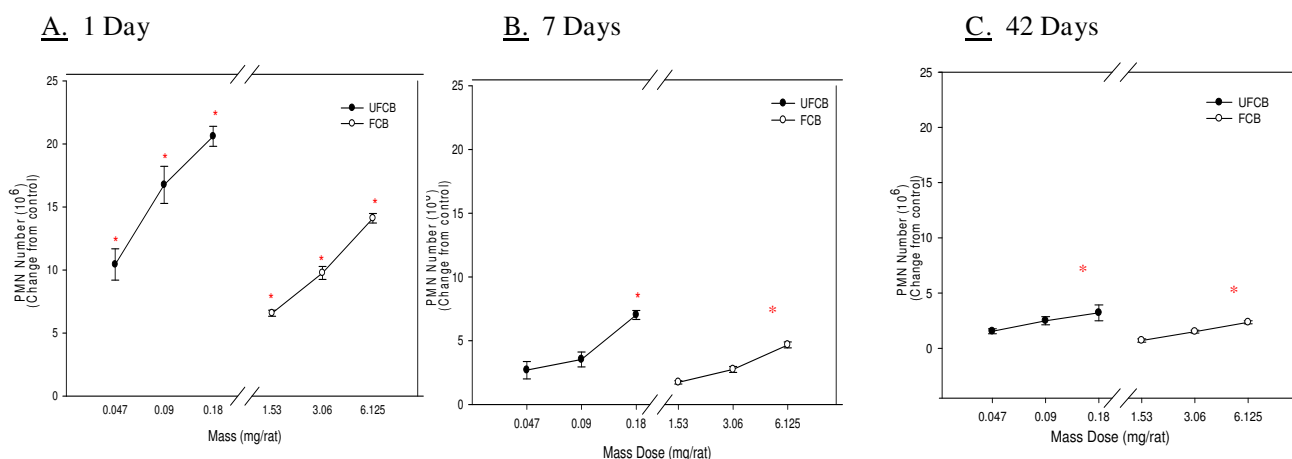 A. 1 Day
25
20
15
10
5
0
PMN Number (10^6)
(Change from control)
UFCB
FCB
*
*
*
*
*
*
0.047
0.09
0.18
1.53
3.06
6.125
Mass (mg/rat)
B. 7 Days
25
20
15
10
5
0
PMN Number
(Change from control)
UFCB
FCB
*
*
0.047
0.09
0.18
1.53
3.06
6.125
Mass Dose (mg/rat)
C. 42 Days
25
20
15
10
5
0
PMN Number (10^6)
(Change from control)
UFCB
FCB
*
*
0.047
0.09
0.18
1.53
3.06
6.125
Mass Dose (mg/rat)